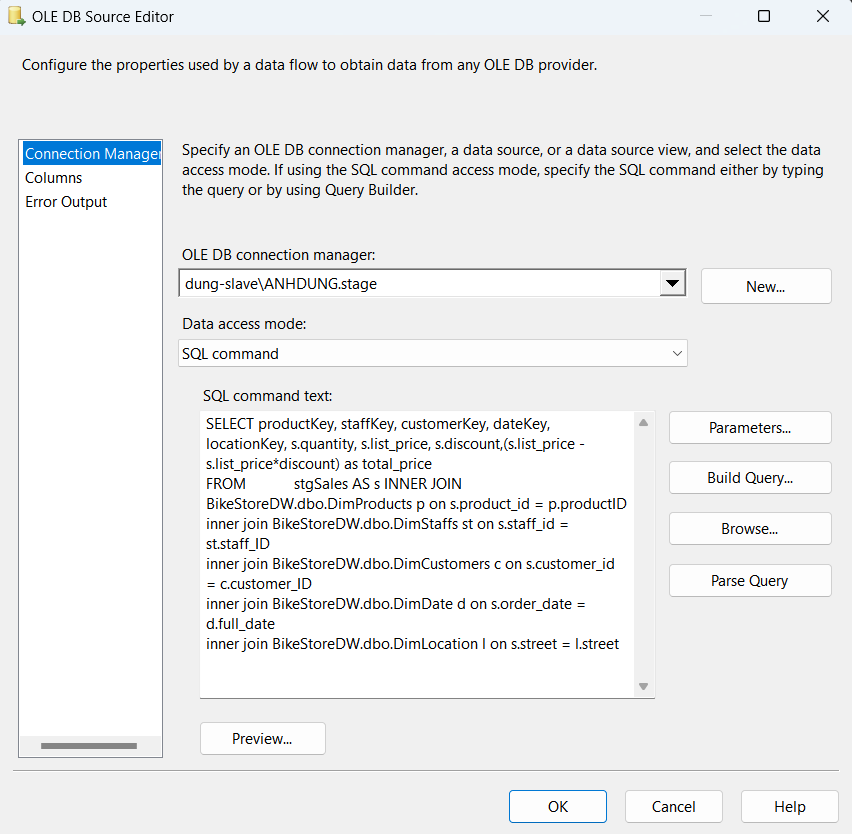 OLE DB Source Editor
Configure the properties used by a data flow to obtain data from any OLE DB provider.
Connection Manager
Columns
Error Output
Specify an OLE DB connection manager, a data source, or a data source view, and select the data
access mode. If using the SQL command access mode, specify the SQL command either by typing
the query or by using Query Builder.
OLE DB connection manager:
dung-slave\ANHDUNG.stage
New...
Data access mode:
SQL command
SQL command text:
SELECT productKey, staffKey, customerKey, dateKey,
locationKey, s.quantity, s.list_price, s.discount,(s.list_price -
s.list_price*discount) as total_price
FROM stgSales AS s INNER JOIN
BikeStoreDW.dbo.DimProducts p on s.product_id = p.productID
inner join BikeStoreDW.dbo.DimStaffs st on s.staff_id =
st.staff_ID
inner join BikeStoreDW.dbo.DimCustomers c on s.customer_id
= c.customer_ID
inner join BikeStoreDW.dbo.DimDate d on s.order_date =
d.full_date
inner join BikeStoreDW.dbo.DimLocation l on s.street = l.street
Parameters...
Build Query...
Browse...
Parse Query
Preview...
OK
Cancel
Help